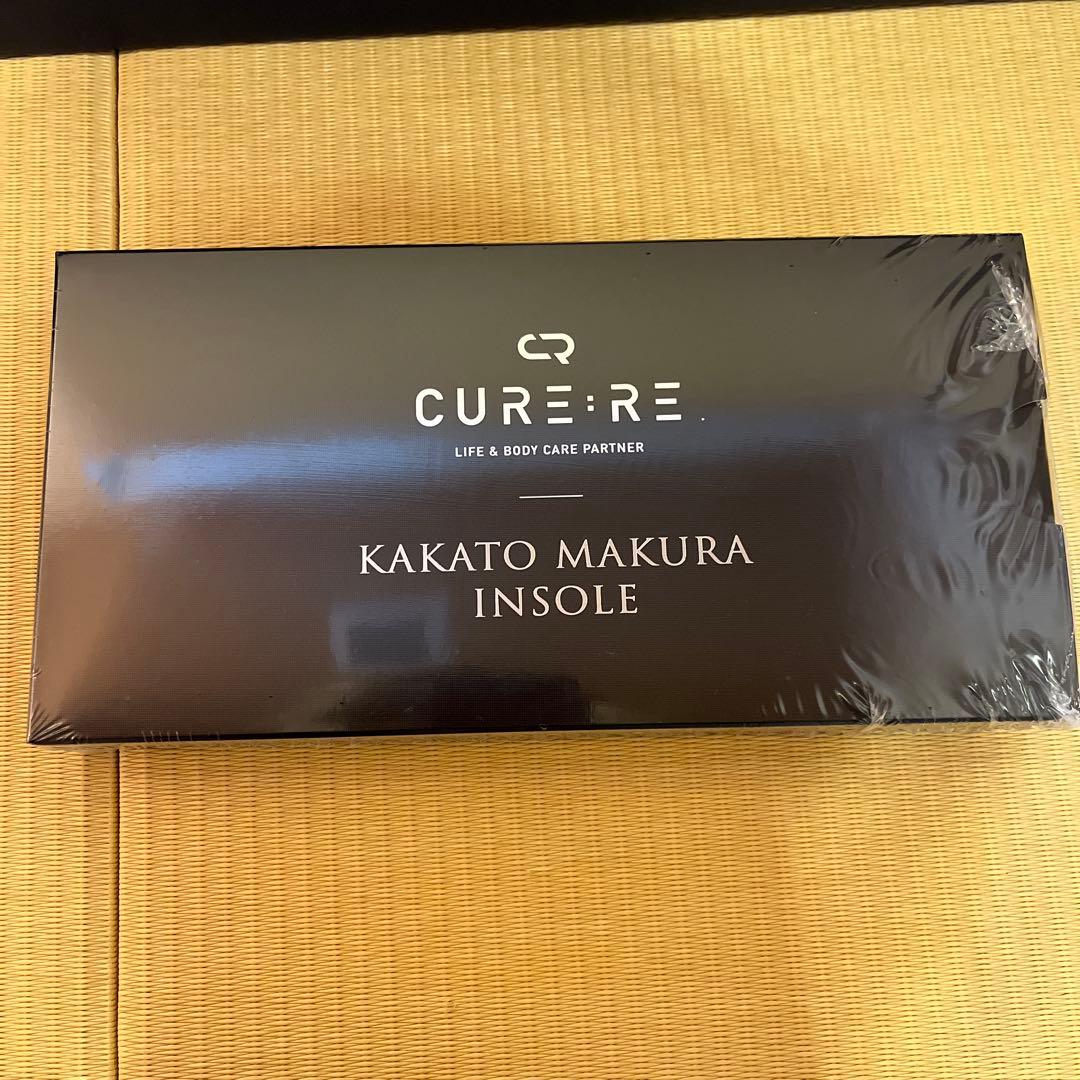 CR
CURE:RE.
LIFE & BODY CARE PARTNER
KAKATO MAKURA
INSOLE